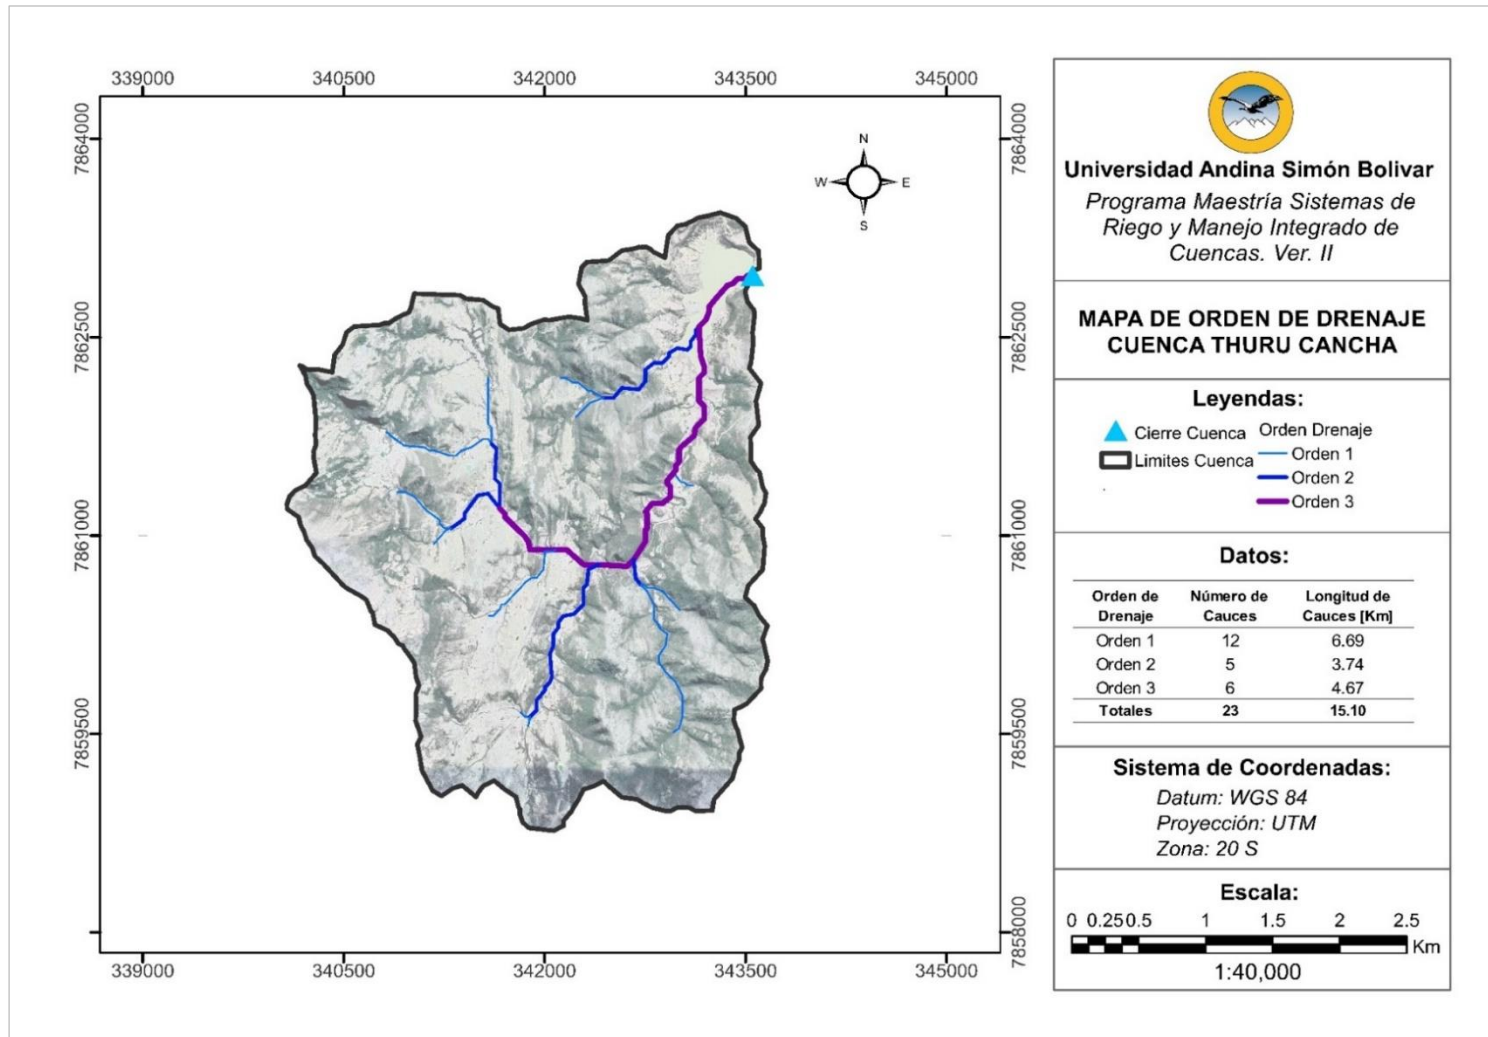 339000 340500 342000 343500 345000
7864000 7864000
7862500 7862500
7861000 7861000
7859500 7859500
7858000 7858000
339000 340500 342000 343500 345000
N
W E
S
Universidad Andina Simón Bolivar
Programa Maestría Sistemas de
Riego y Manejo Integrado de
Cuencas. Ver. II
MAPA DE ORDEN DE DRENAJE
CUENCA THURU CANCHA
Leyendas:
Cierre Cuenca Orden Drenaje
Limites Cuenca Orden 1
Orden 2
Orden 3
Datos:
Orden de Número de Longitud de
Drenaje Cauces Cauces [Km]
Orden 1 12 6.69
Orden 2 5 3.74
Orden 3 6 4.67
Totales 23 15.10
Sistema de Coordenadas:
Datum: WGS 84
Proyección: UTM
Zona: 20 S
Escala:
0 0.25 0.5 1 1.5 2 2.5
Km
1:40,000